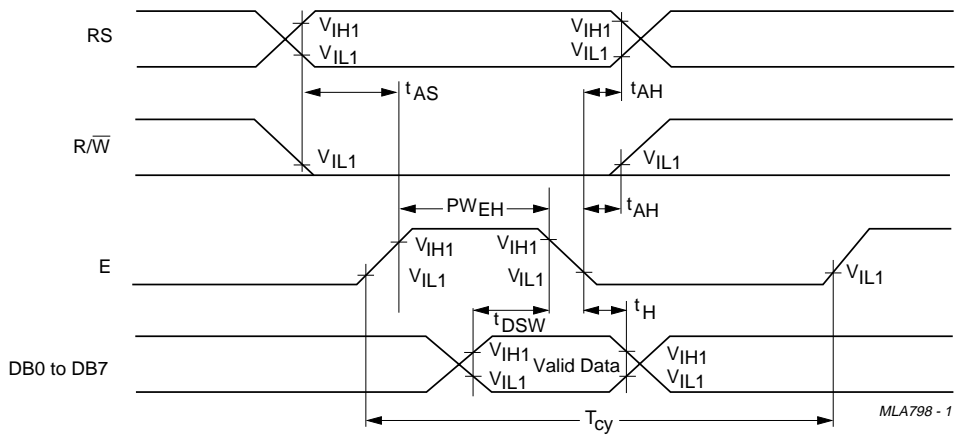 RS
VIH1
VIL1
VIH1
VIL1
tAS
tAH
R/W̅
VIL1
VIL1
PWEH
tAH
E
VIH1
VIL1
VIH1
VIL1
VIL1
tDSW
tH
DB0 to DB7
VIH1
VIL1
Valid Data
VIH1
VIL1
Tcy
MLA798 - 1